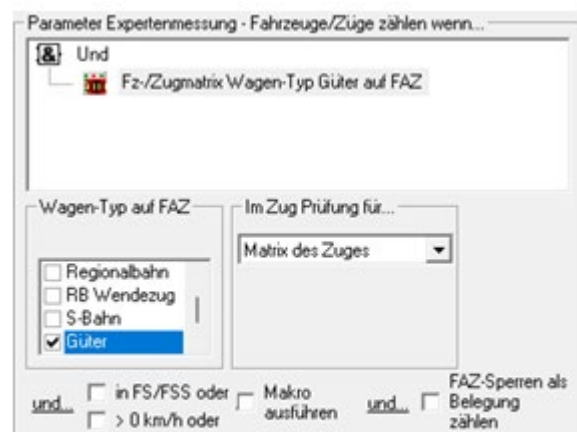 Parameter Expertenmessung - Fahrzeuge/Züge zählen wenn...
& Und
Fz-/Zugmatrix Wagen-Typ Güter auf FAZ
Wagen-Typ auf FAZ
Im Zug Prüfung für...
Matrix des Zuges
Regionalbahn
RB Wendezug
S-Bahn
Güter
und...
in FS/FSS oder
> 0 km/h oder
Makro
ausführen
und...
FAZ-Sperren als
Belegung
zählen